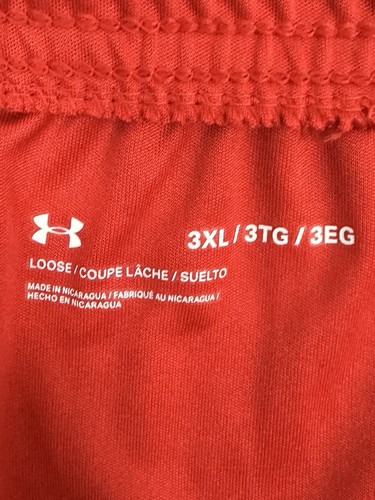 3XL / 3TG / 3EG
LOOSE / COUPE LÂCHE / SUELTO
MADE IN NICARAGUA / FABRIQUÉ AU NICARAGUA /
HECHO EN NICARAGUA